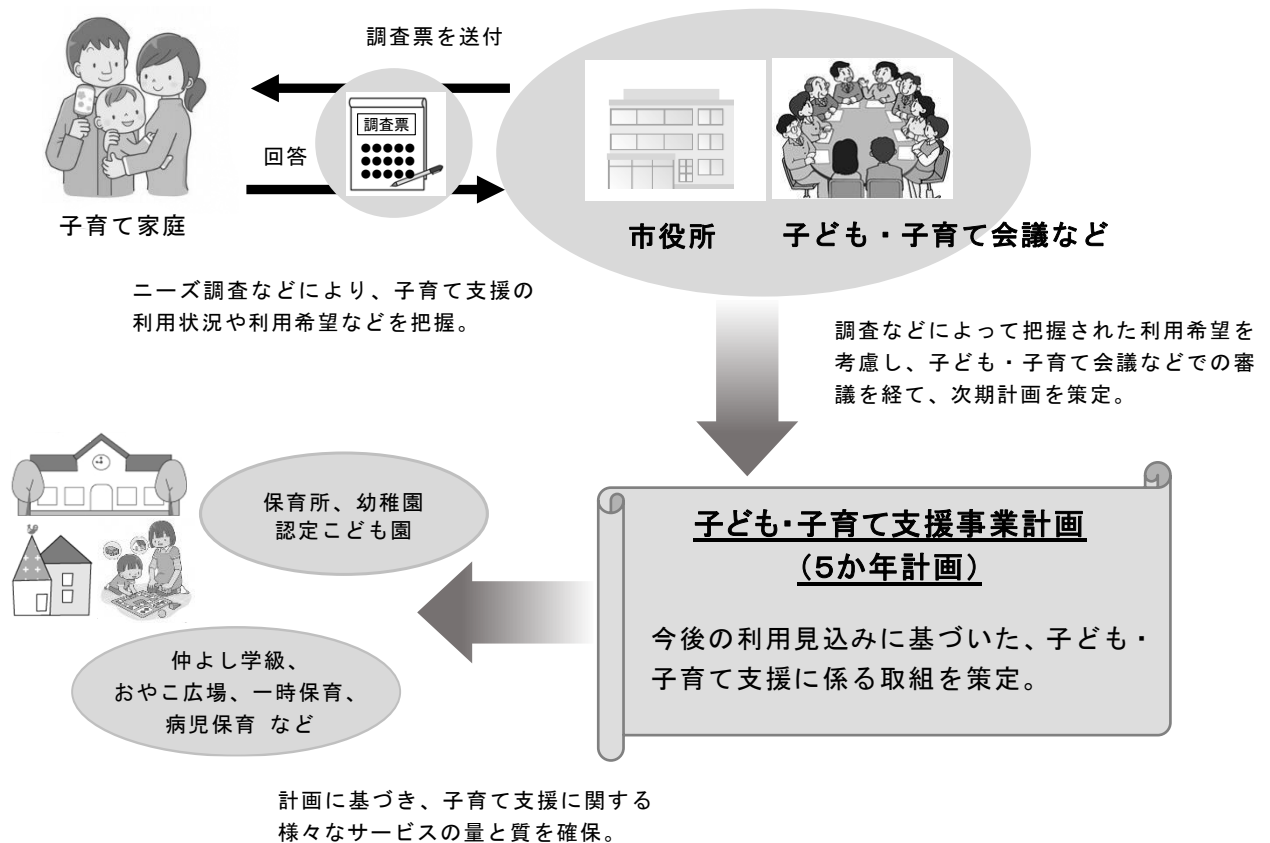 調査票を送付
調査票
回答
子育て家庭
市役所
子ども・子育て会議など
ニーズ調査などにより、子育て支援の
利用状況や利用希望などを把握。
調査などによって把握された利用希望を
考慮し、子ども・子育て会議などでの審
議を経て、次期計画を策定。
子ども・子育て支援事業計画
（５か年計画）
今後の利用見込みに基づいた、子ども・
子育て支援に係る取組を策定。
保育所、幼稚園
認定こども園
仲よし学級、
おやこ広場、一時保育、
病児保育 など
計画に基づき、子育て支援に関する
様々なサービスの量と質を確保。